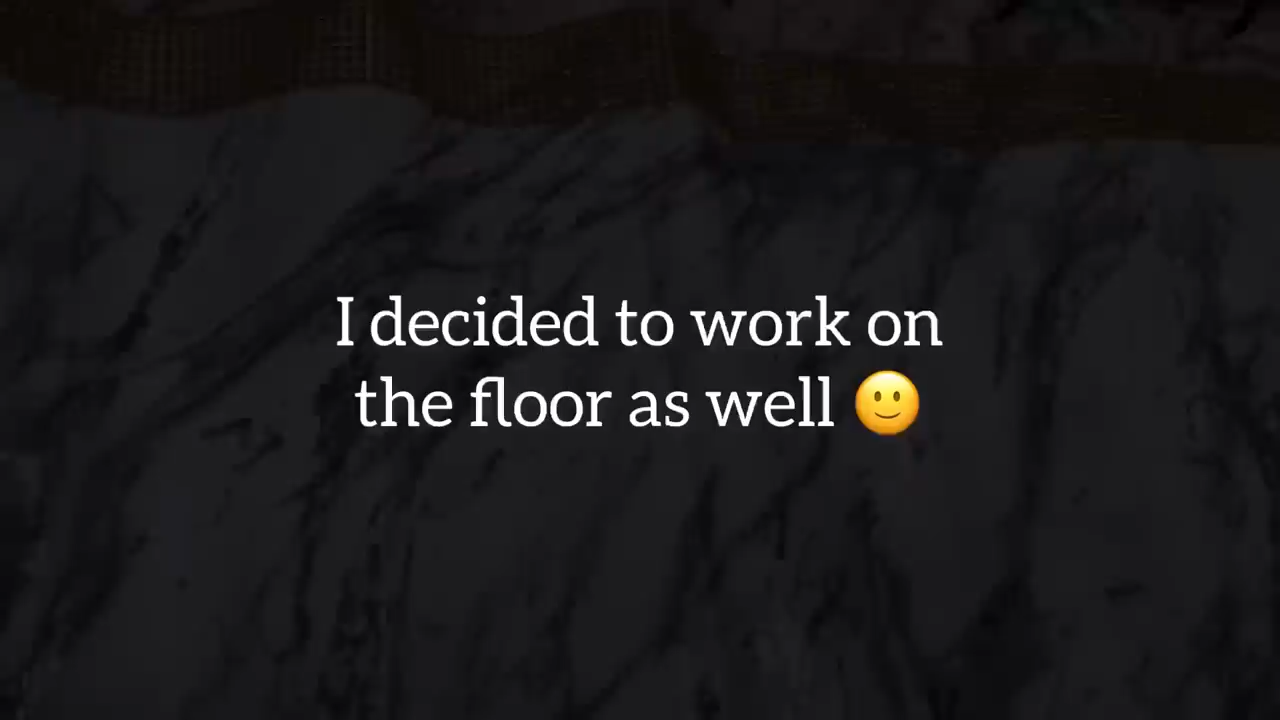 I decided to work on
the floor as well 🙂